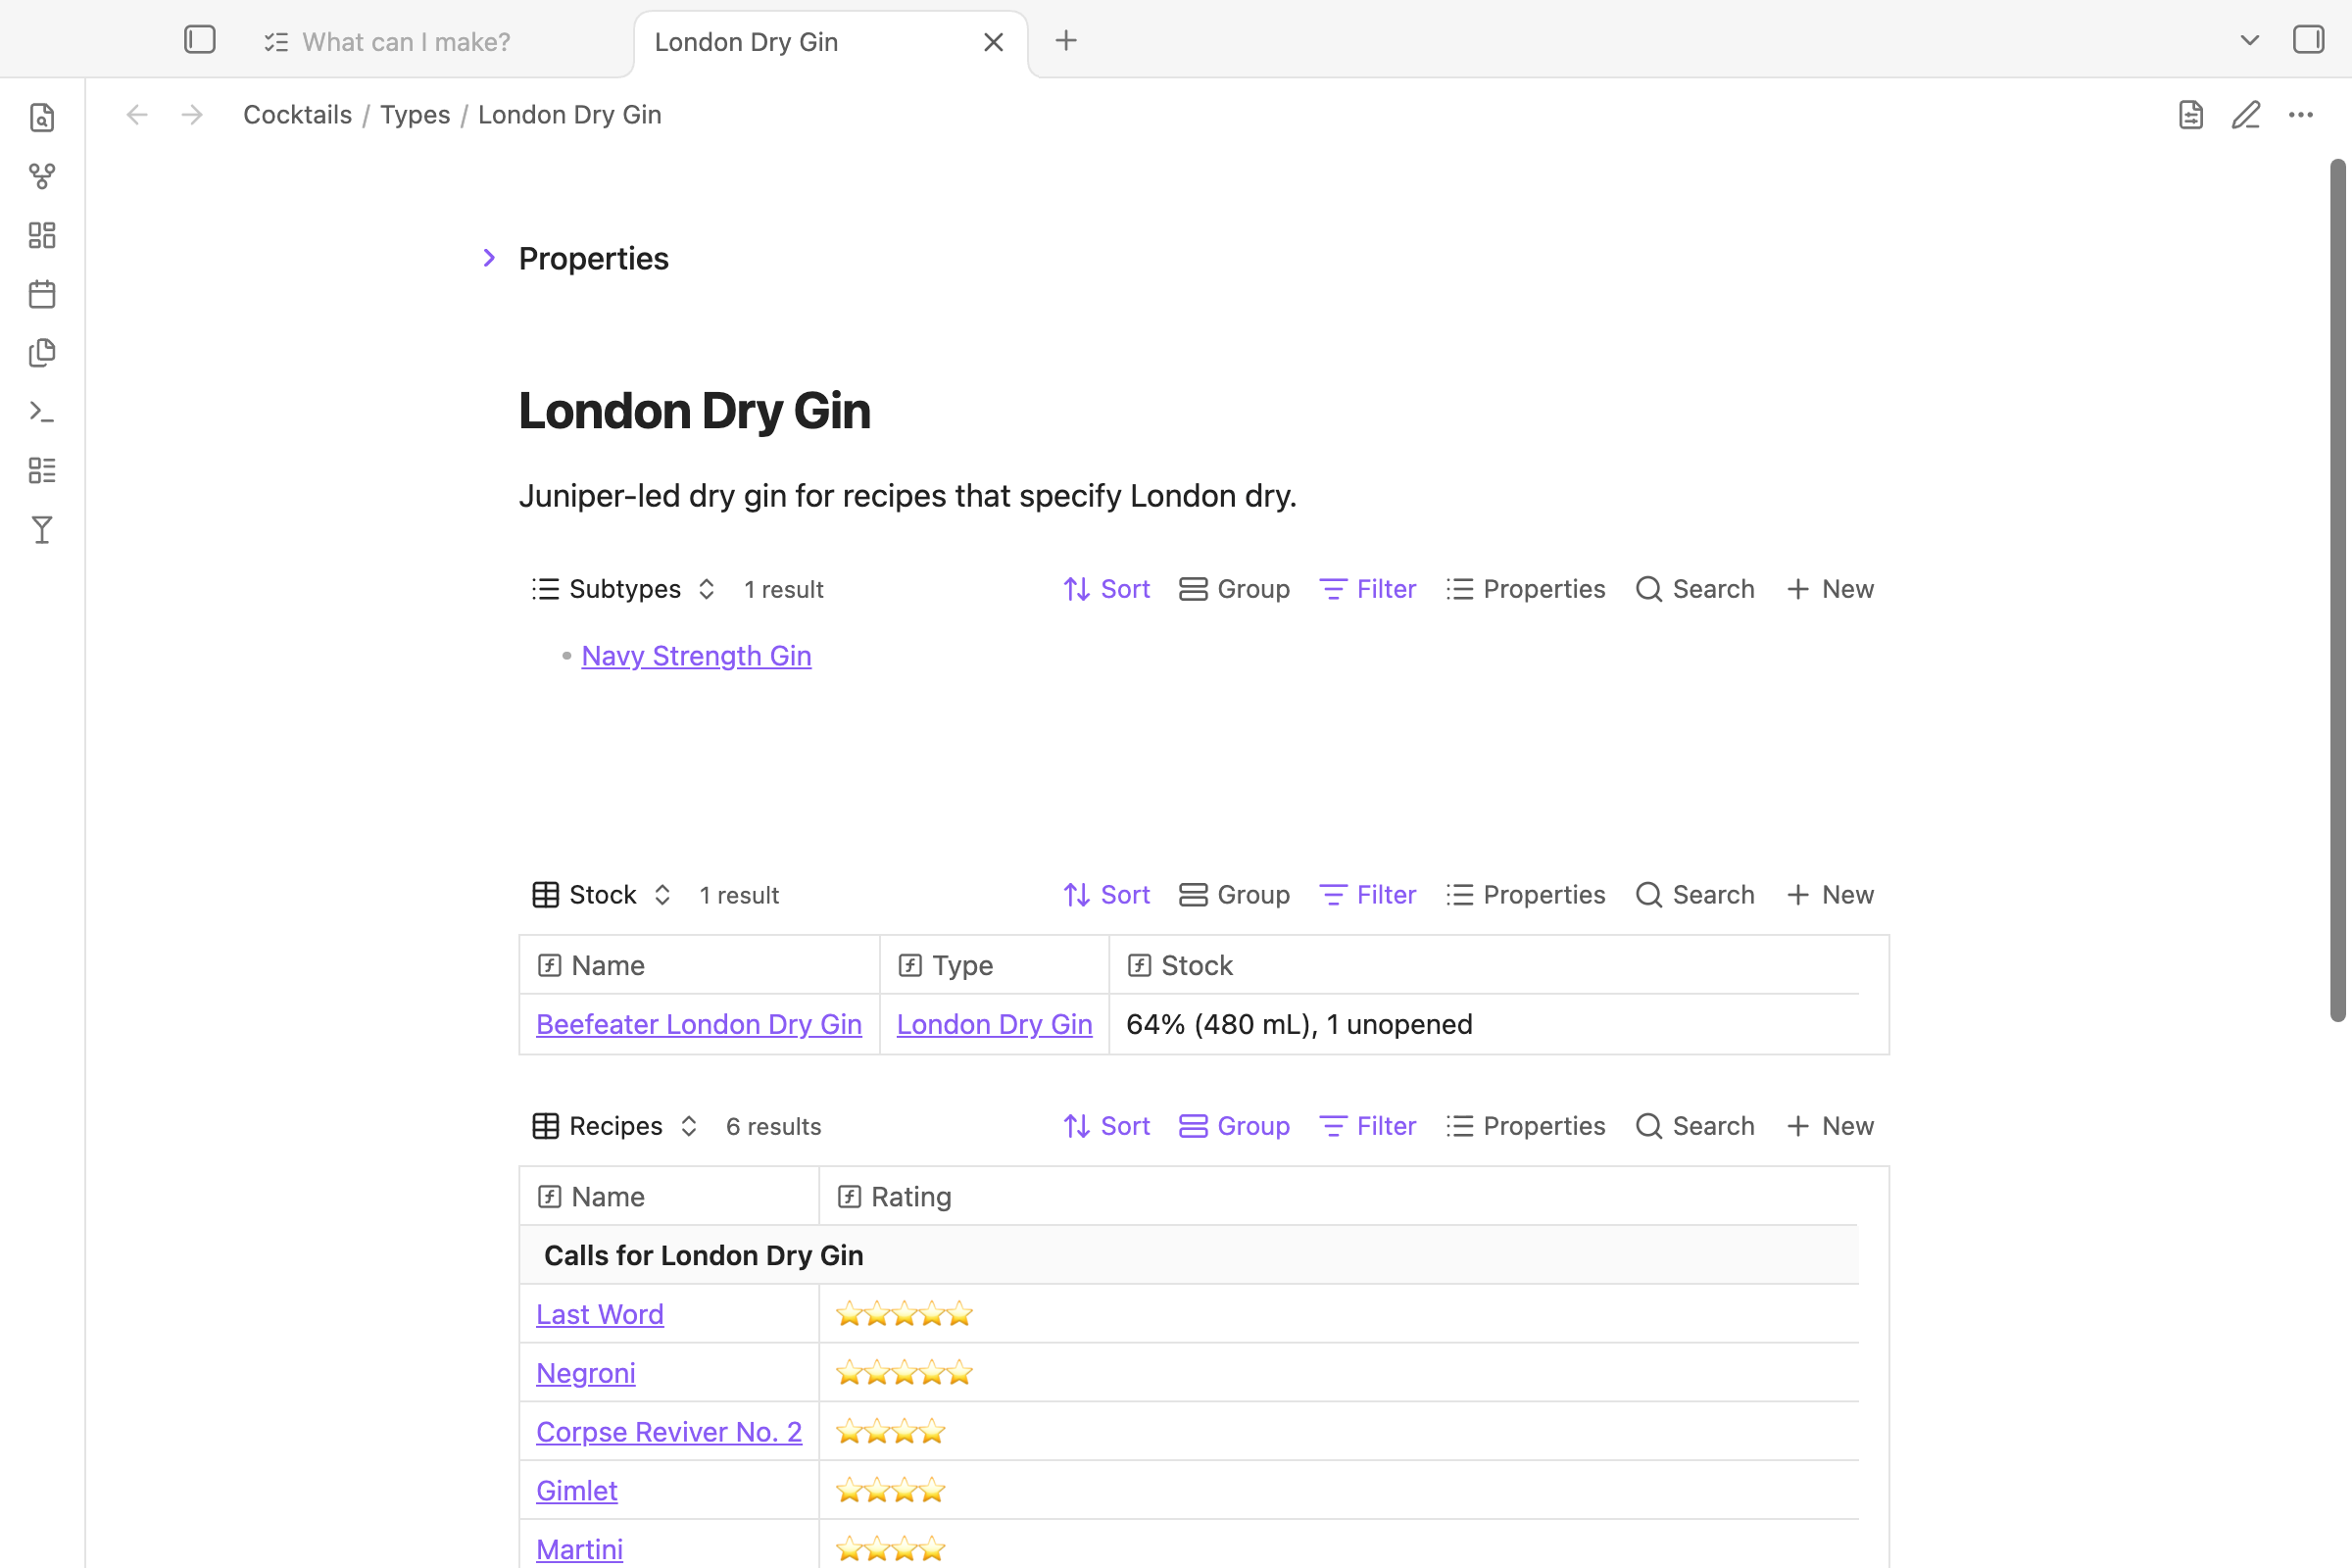 What can I make?
London Dry Gin
Cocktails / Types / London Dry Gin
Properties
London Dry Gin
Juniper-led dry gin for recipes that specify London dry.
Subtypes 1 result Sort Group Filter Properties Search New
Navy Strength Gin
Stock 1 result Sort Group Filter Properties Search New
Name Type Stock
Beefeater London Dry Gin London Dry Gin 64% (480 mL), 1 unopened
Recipes 6 results Sort Group Filter Properties Search New
Name Rating
Calls for London Dry Gin
Last Word ⭐⭐⭐⭐⭐
Negroni ⭐⭐⭐⭐⭐
Corpse Reviver No. 2 ⭐⭐⭐⭐
Gimlet ⭐⭐⭐⭐
Martini ⭐⭐⭐⭐